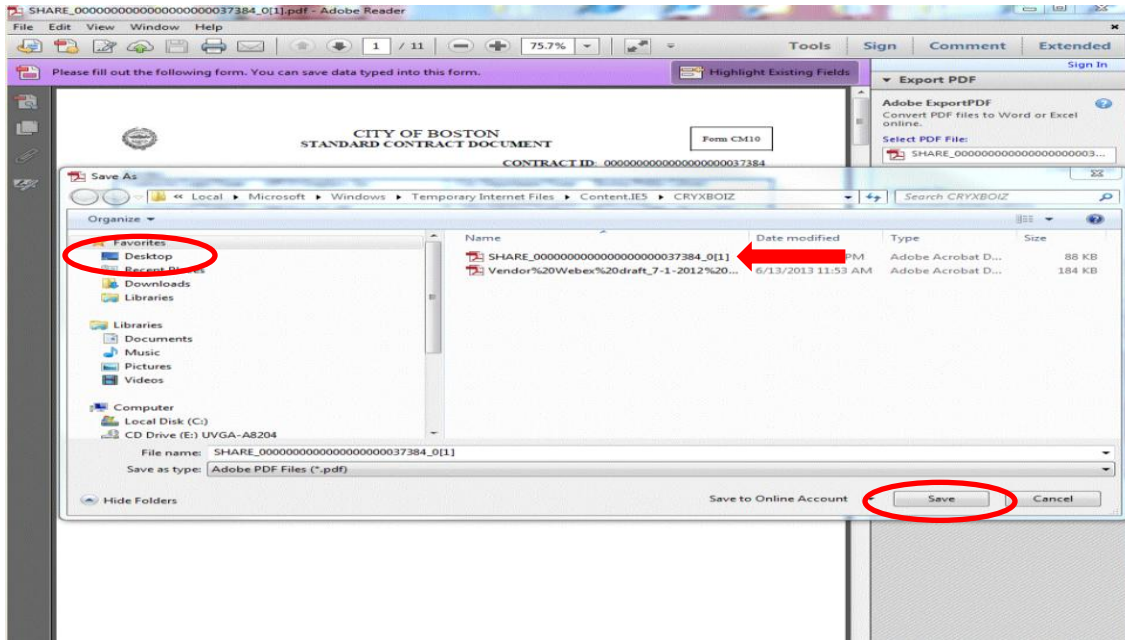 SHARE_000000000000000000037384_0[1].pdf - Adobe Reader
File Edit View Window Help
1 / 11 75.7% Tools Sign Comment Extended
Please fill out the following form. You can save data typed into this form. Highlight Existing Fields
Sign In
Export PDF
Adobe ExportPDF
Convert PDF files to Word or Excel
online.
Select PDF File:
SHARE_0000000000000000000003...
CITY OF BOSTON
STANDARD CONTRACT DOCUMENT
Form CM10
CONTRACT ID: 000000000000000000037384
Save As
« Local Microsoft Windows Temporary Internet Files Content.IE5 CRYXBOIZ Search CRYXBOIZ
Organize
Name Date modified Type Size
Favorites
Desktop
Recent Places
Downloads
Libraries
Libraries
Documents
Music
Pictures
Videos
Computer
Local Disk (C:)
CD Drive (E:) UVGA-A8204
SHARE_000000000000000000037384_0[1] PM Adobe Acrobat D... 88 KB
Vendor%20Webex%20draft_7-1-2012%20... 6/13/2013 11:53 AM Adobe Acrobat D... 184 KB
File name: SHARE_000000000000000000037384_0[1]
Save as type: Adobe PDF Files (*.pdf)
Hide Folders Save to Online Account Save Cancel